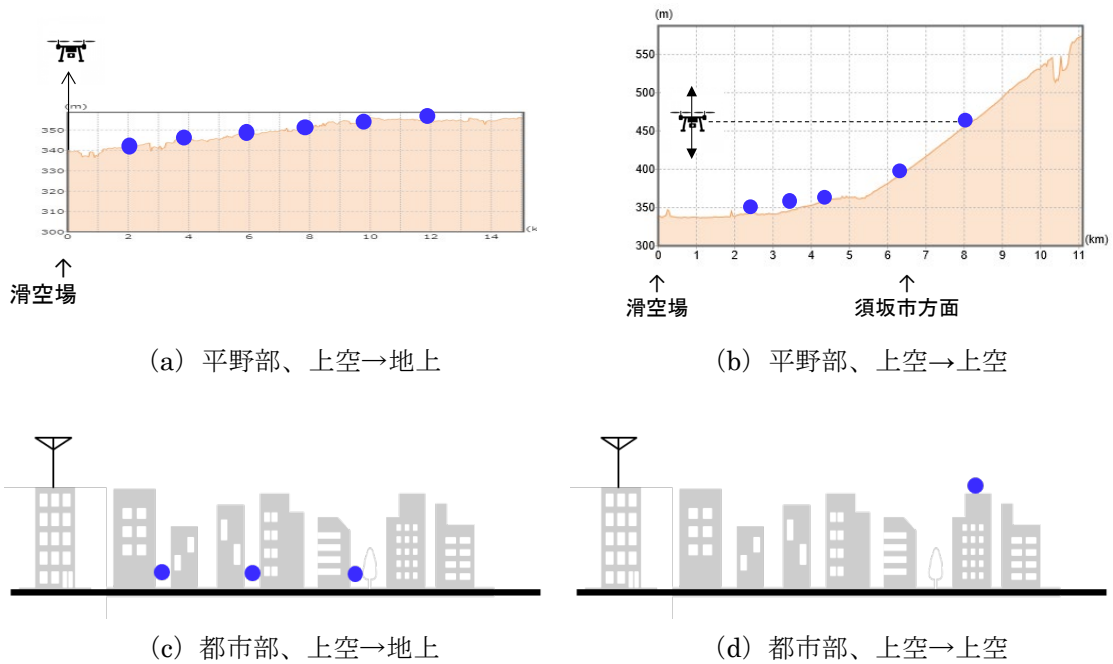 (m)
350
340
330
320
310
300
0 2 4 6 8 10 12 14 (k
↑
滑空場
(a) 平野部、上空→地上
(m)
550
500
450
400
350
300
0 1 2 3 4 5 6 7 8 9 10 11 (km)
↑ ↑
滑空場 須坂市方面
(b) 平野部、上空→上空
(c) 都市部、上空→地上
(d) 都市部、上空→上空